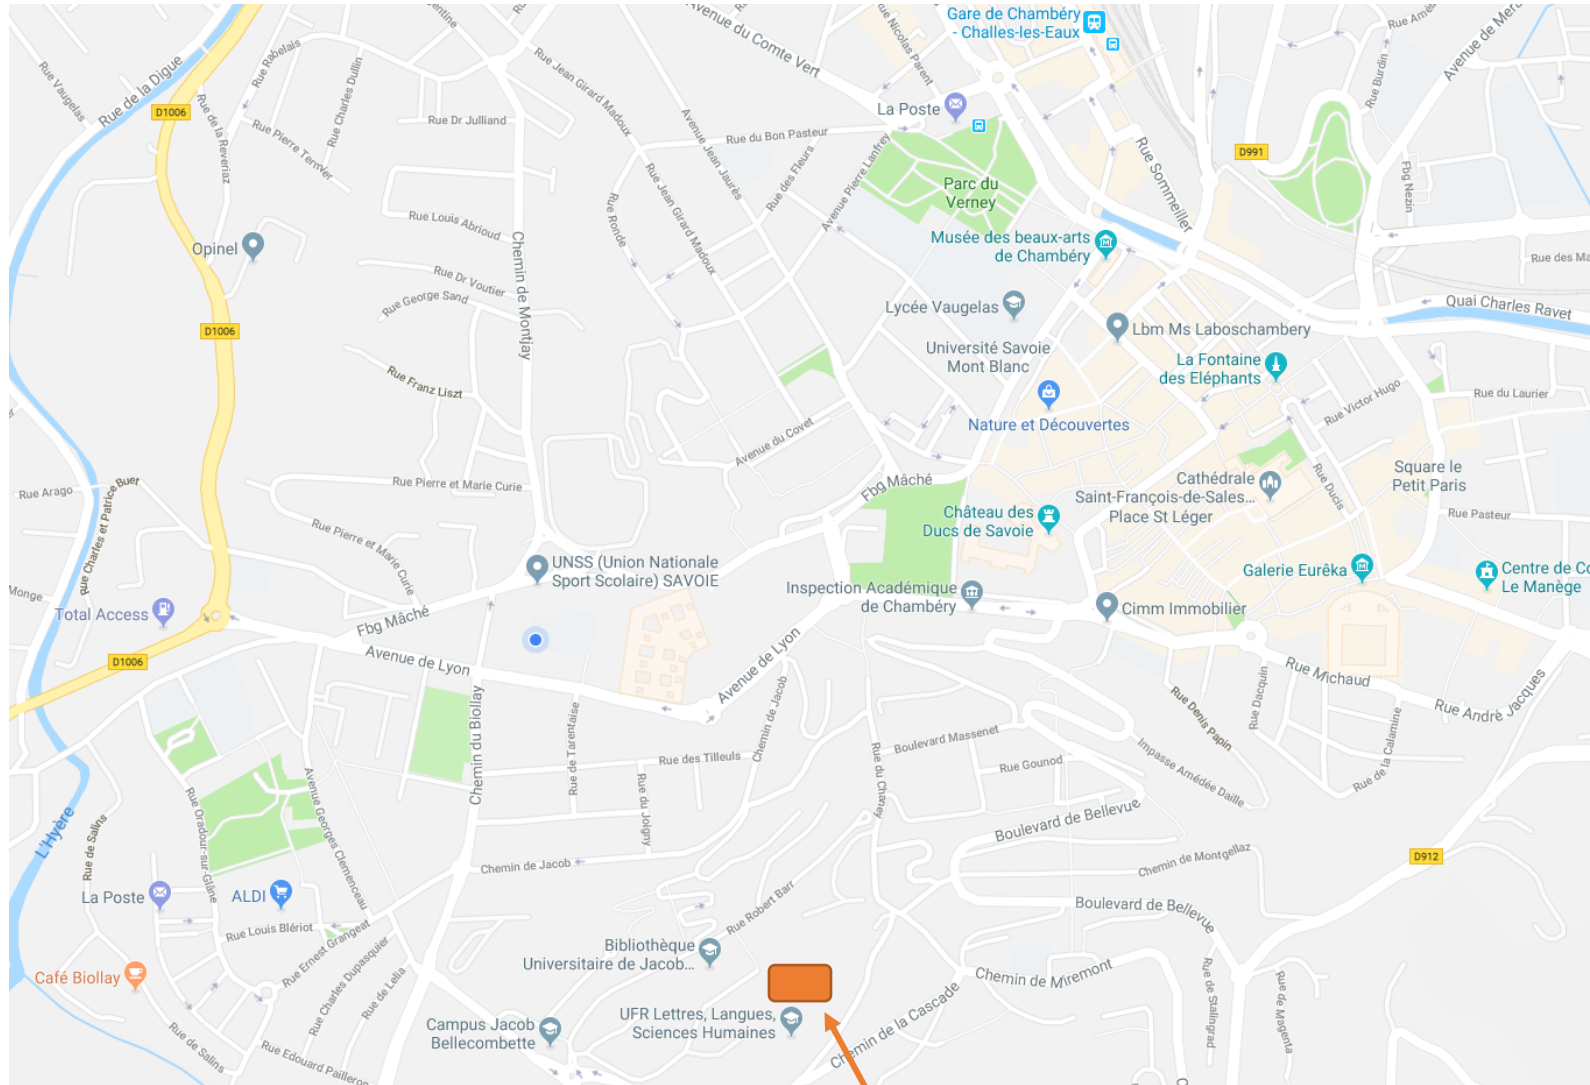 Gare de Chambéry
- Challes-les-Eaux
Avenue du Comte Vert
Rue Nicolas Parent
Avenue de Mera
Rue Amé
Rue Burdin
Rue Vaugelas
Rue de la Digue
Rue Rabelais
Rue Charles Dullin
D1006
Rue de la Reveriaz
Rue Pierre Termier
Rue Dr Julliand
Rue Jean Girard Madoux
Avenue Jean Jaurès
La Poste
Rue du Bon Pasteur
Rue des Fleurs
Avenue Pierre Lanfrey
Rue Sommeiller
D991
Fbg Nezin
Parc du
Verney
Rue Louis Abrioud
Rue Ronde
Rue Jean Girard Madoux
Opinel
Chemin de Montjay
Musée des beaux-arts
de Chambéry
Rue des Ma
Rue Dr Voutier
Rue George Sand
D1006
Lycée Vaugelas
Quai Charles Ravet
Lbm Ms Laboschambery
Université Savoie
Mont Blanc
La Fontaine
des Eléphants
Rue Franz Liszt
Rue Victor Hugo
Rue du Laurier
Nature et Découvertes
Avenue du Covet
Rue Arago
Rue Charles et Patrice Buet
Rue Pierre et Marie Curie
Fbg Mâché
Cathédrale
Saint-François-de-Sales...
Place St Léger
Rue Ducis
Square le
Petit Paris
Rue Pasteur
Château des
Ducs de Savoie
Rue Pierre et Marie Curie
UNSS (Union Nationale
Sport Scolaire) SAVOIE
Monge
Total Access
Fbg Mâché
Inspection Académique
de Chambéry
Galerie Eurêka
Centre de Co
Le Manège
Cimm Immobilier
D1006
Avenue de Lyon
Avenue de Lyon
Chemin du Biollay
Chemin de Jacob
Rue Michaud
Rue Dacquin
Rue Denis Papin
Rue André Jacques
Rue de la Calamine
Rue de Tarentaise
Rue des Tilleuls
Rue du Joigny
Rue du Chaney
Boulevard Massenet
Rue Gounod
Impasse Amédée Daille
Boulevard de Bellevue
L'Hyère
Rue de Salins
Rue Oradour-sur-Glâne
Avenue Georges Clemenceau
Chemin de Jacob
Chemin de Montgellaz
D912
La Poste
ALDI
Rue Louis Blériot
Rue Robert Barr
Boulevard de Bellevue
Bibliothèque
Universitaire de Jacob...
Café Biollay
Rue Ernest Grangeat
Rue Charles Dupasquier
Rue de Lelia
Chemin de Miremont
Rue de Stalingrad
Rue de Magenta
Rue de Salins
Rue Edouard Pailleron
Campus Jacob
Bellecombette
UFR Lettres, Langues,
Sciences Humaines
Chemin de la Cascade